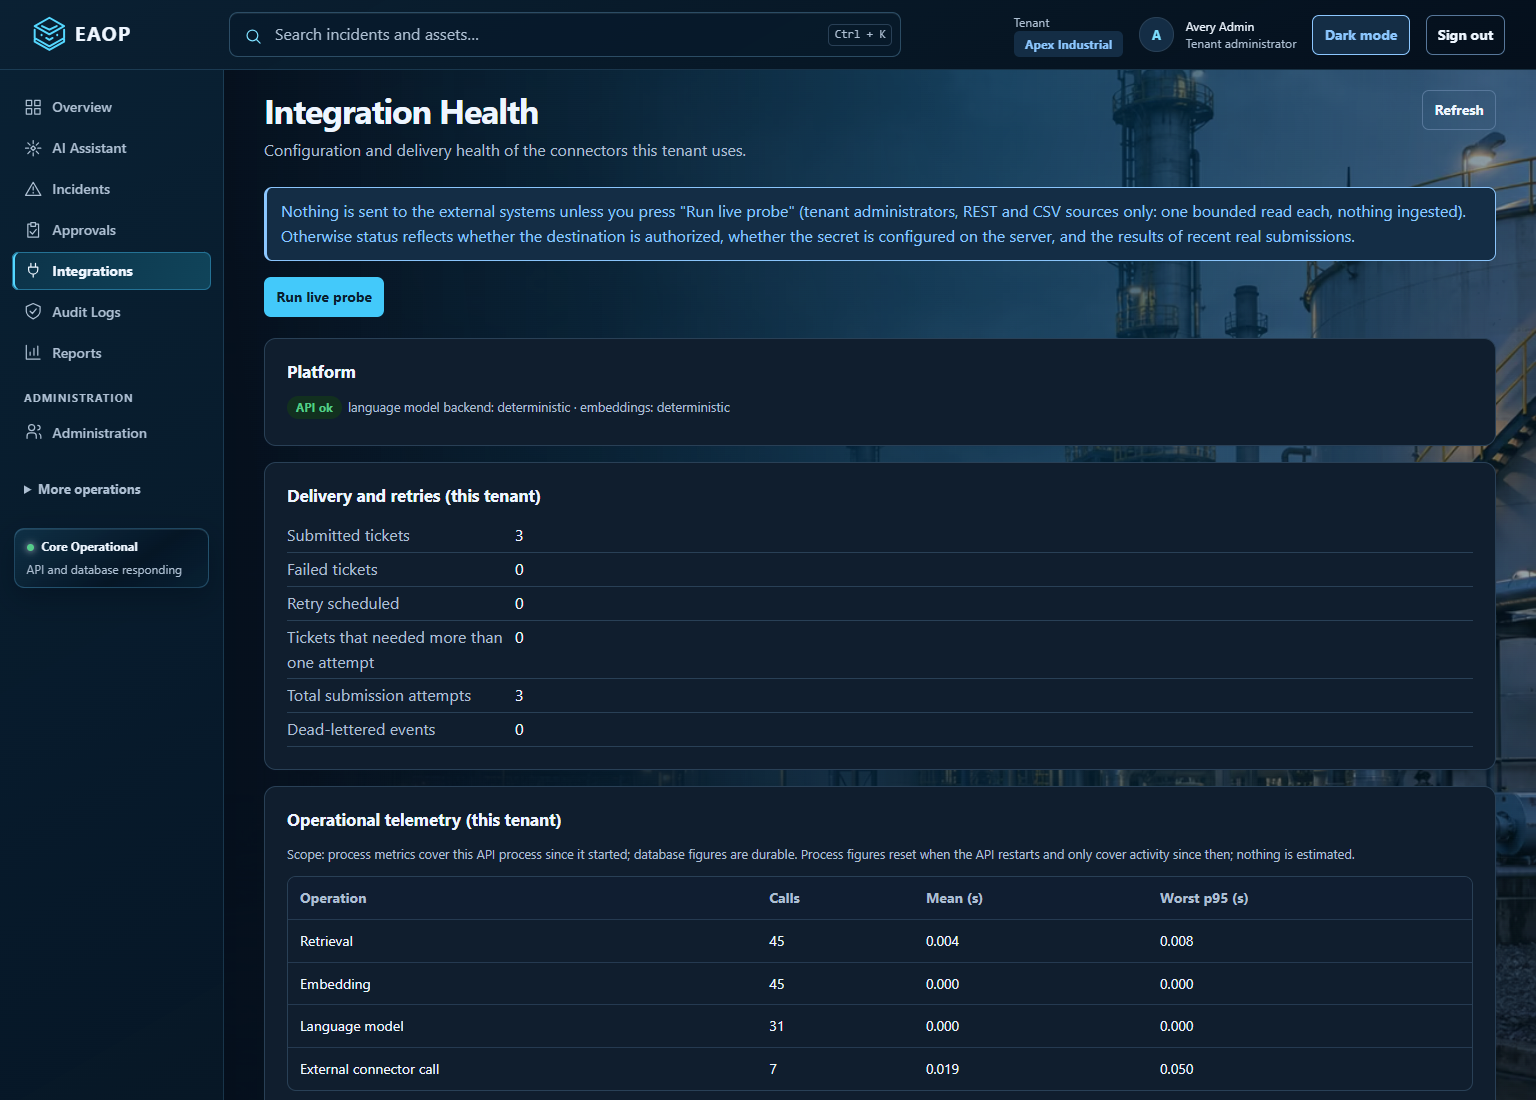 EAOP
Search incidents and assets...
Ctrl + K
Tenant
Apex Industrial
A
Avery Admin
Tenant administrator
Dark mode
Sign out
Overview
AI Assistant
Incidents
Approvals
Integrations
Audit Logs
Reports
ADMINISTRATION
Administration
More operations
Core Operational
API and database responding
Integration Health
Refresh
Configuration and delivery health of the connectors this tenant uses.
Nothing is sent to the external systems unless you press "Run live probe" (tenant administrators, REST and CSV sources only: one bounded read each, nothing ingested).
Otherwise status reflects whether the destination is authorized, whether the secret is configured on the server, and the results of recent real submissions.
Run live probe
Platform
API ok language model backend: deterministic · embeddings: deterministic
Delivery and retries (this tenant)
Submitted tickets 3
Failed tickets 0
Retry scheduled 0
Tickets that needed more than 0
one attempt
Total submission attempts 3
Dead-lettered events 0
Operational telemetry (this tenant)
Scope: process metrics cover this API process since it started; database figures are durable. Process figures reset when the API restarts and only cover activity since then; nothing is estimated.
Operation Calls Mean (s) Worst p95 (s)
Retrieval 45 0.004 0.008
Embedding 45 0.000 0.000
Language model 31 0.000 0.000
External connector call 7 0.019 0.050